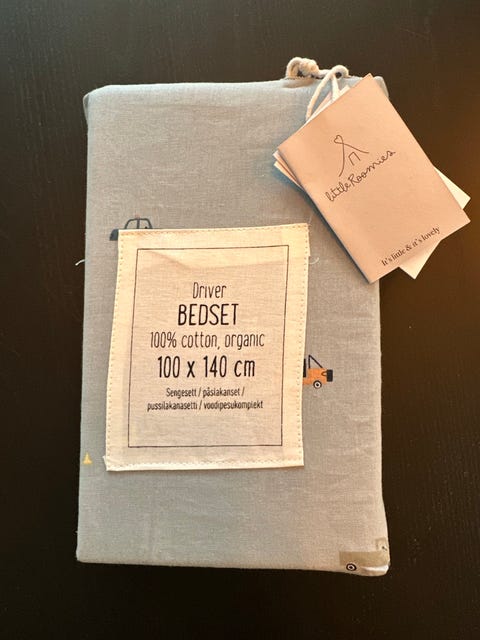 littleRoomies
It's little & it's lovely
Driver
BEDSET
100% cotton, organic
100 x 140 cm
Sengesett / påslakanset /
pussilakanasetti / voodipesukomplekt